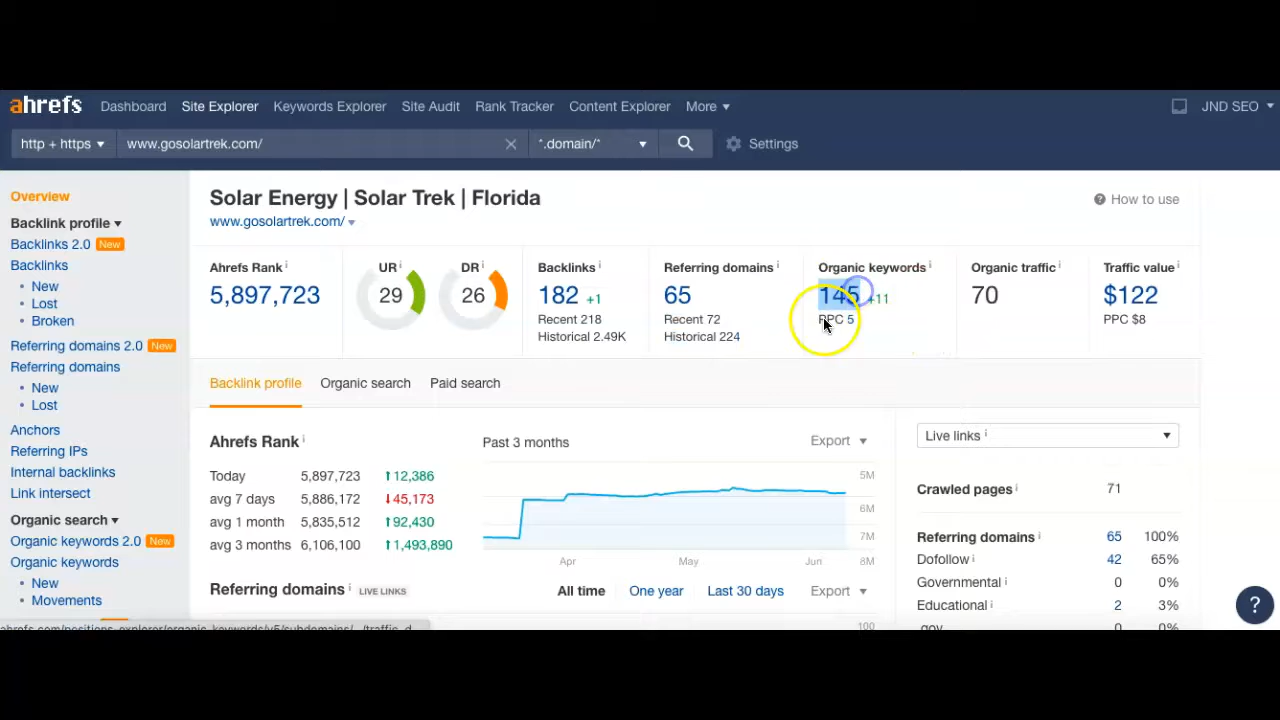 ahrefs Dashboard Site Explorer Keywords Explorer Site Audit Rank Tracker Content Explorer More JND SEO
http + https www.gosolartrek.com/ *.domain/* Settings
Overview
Backlink profile
Backlinks 2.0 New
Backlinks
• New
• Lost
• Broken
Referring domains 2.0 New
Referring domains
• New
• Lost
Anchors
Referring IPs
Internal backlinks
Link intersect
Organic search
Organic keywords 2.0 New
Organic keywords
• New
• Movements
Solar Energy | Solar Trek | Florida
www.gosolartrek.com/
? How to use
Ahrefs Rank i
5,897,723
UR i
29
DR i
26
Backlinks i
182 +1
Recent 218
Historical 2.49K
Referring domains i
65
Recent 72
Historical 224
Organic keywords i
145 +11
PPC 5
Organic traffic i
70
Traffic value i
$122
PPC $8
Backlink profile Organic search Paid search
Ahrefs Rank i
Today 5,897,723 ↑12,386
avg 7 days 5,886,172 ↓45,173
avg 1 month 5,835,512 ↑92,430
avg 3 months 6,106,100 ↑1,493,890
Past 3 months Export
5M
6M
7M
8M
Apr May Jun
Referring domains i LIVE LINKS All time One year Last 30 days Export
100
Live links i
Crawled pages i 71
Referring domains i 65 100%
Dofollow i 42 65%
Governmental i 0 0%
Educational i 2 3%
.gov 0 0%
?